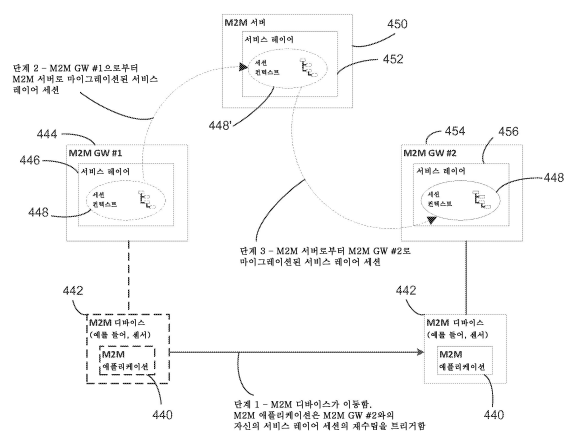 M2M 서버
서비스 레이어
세션
컨텍스트
450
452
448'
단계 2 – M2M GW #1으로부터
M2M 서버로 마이그레이션된 서비스
레이어 세션
444
446
M2M GW #1
서비스 레이어
세션
컨텍스트
448
454
456
M2M GW #2
서비스 레이어
세션
컨텍스트
448
단계 3 – M2M 서버로부터 M2M GW #2로
마이그레이션된 서비스 레이어 세션
442
M2M 디바이스
(예를 들어, 센서)
M2M
애플리케이션
440
442
M2M 디바이스
(예를 들어, 센서)
M2M
애플리케이션
440
단계 1 – M2M 디바이스가 이동함.
M2M 애플리케이션은 M2M GW #2와의
자신의 서비스 레이어 세션의 재수립을 트리거함